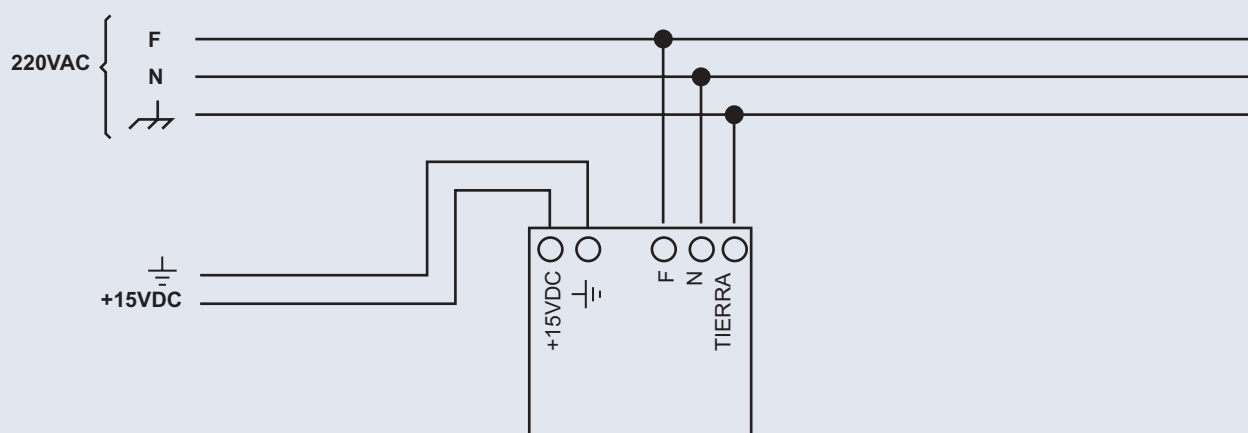 F
220VAC
N
+15VDC
+15VDC
F
N
TIERRA